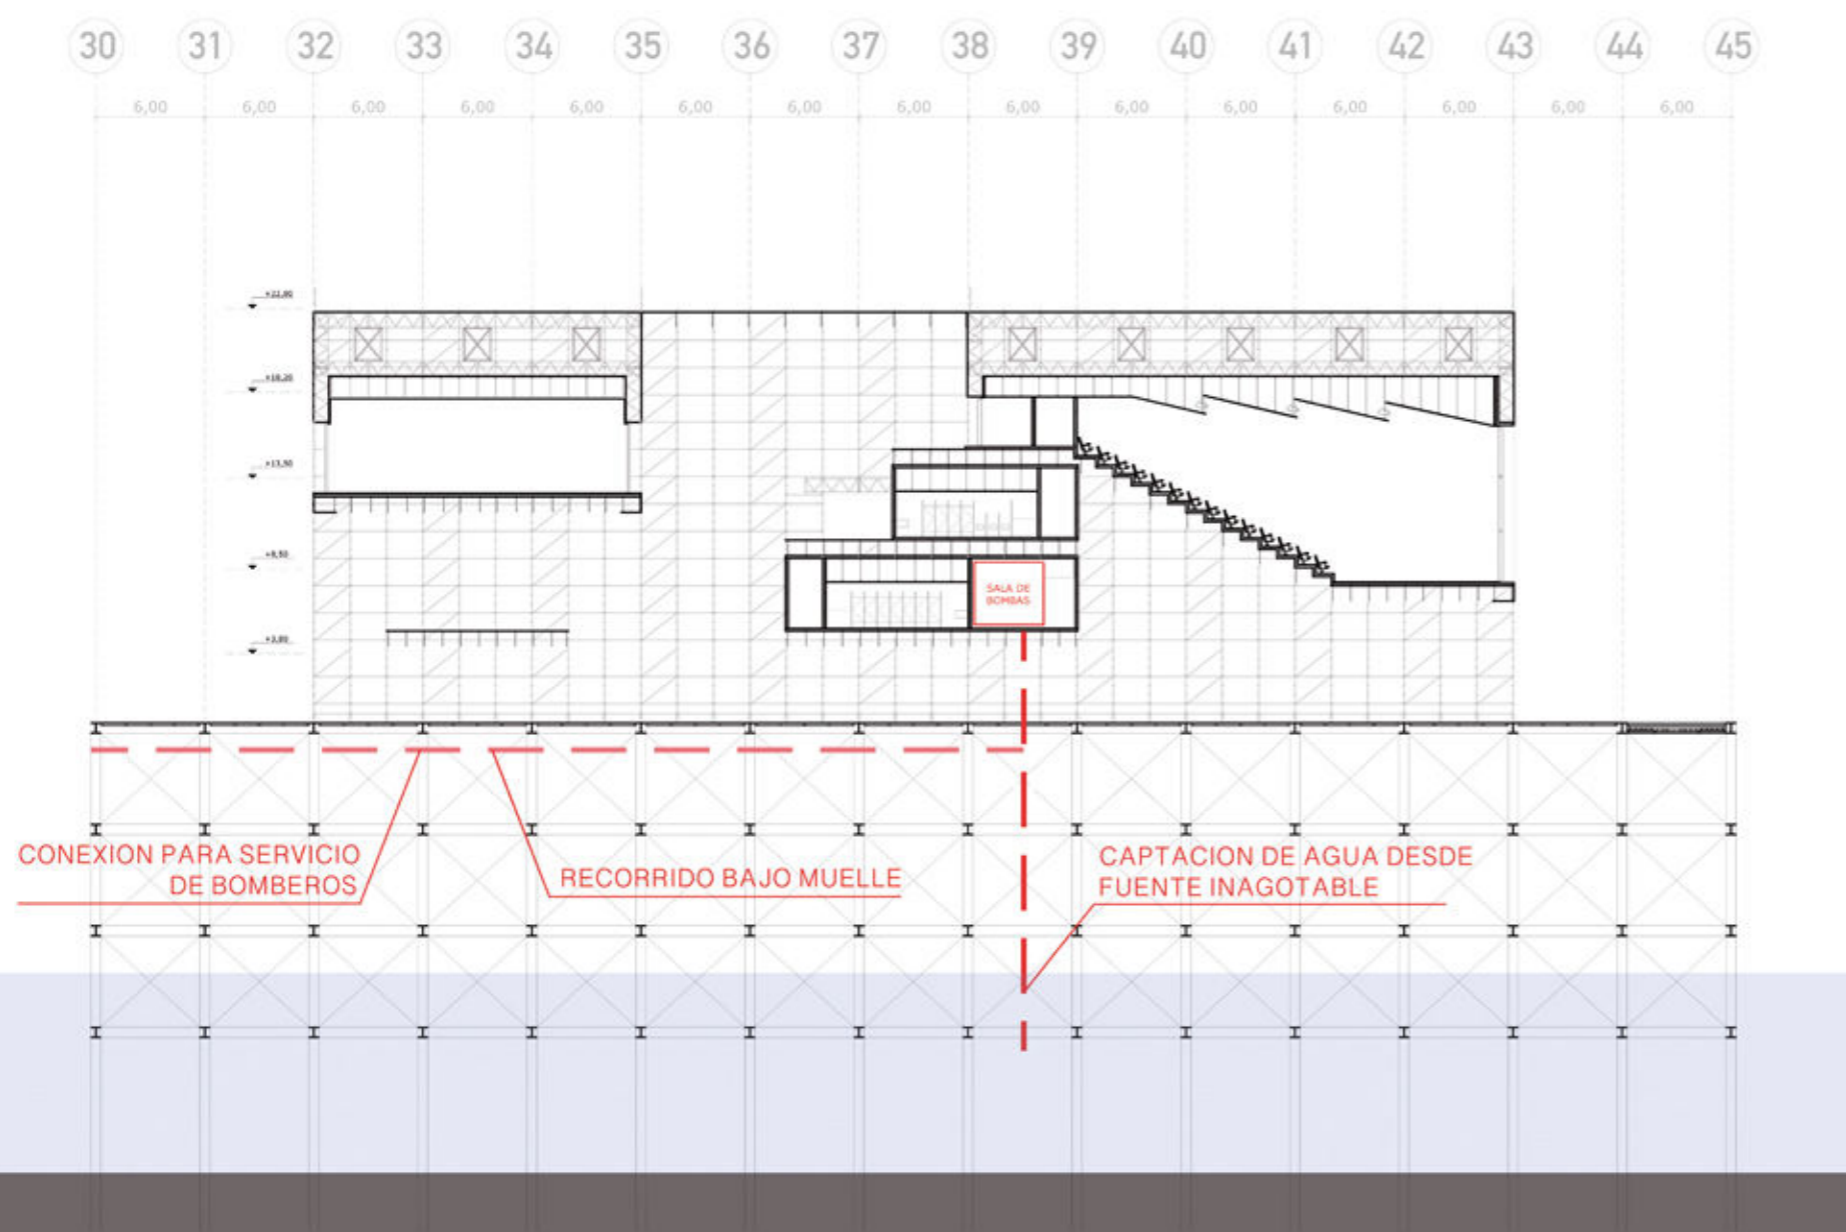 30 31 32 33 34 35 36 37 38 39 40 41 42 43 44 45
6,00 6,00 6,00 6,00 6,00 6,00 6,00 6,00 6,00 6,00 6,00 6,00 6,00 6,00 6,00
+13,50
SALA DE
BOMBAS
CONEXION PARA SERVICIO
DE BOMBEROS
RECORRIDO BAJO MUELLE
CAPTACION DE AGUA DESDE
FUENTE INAGOTABLE